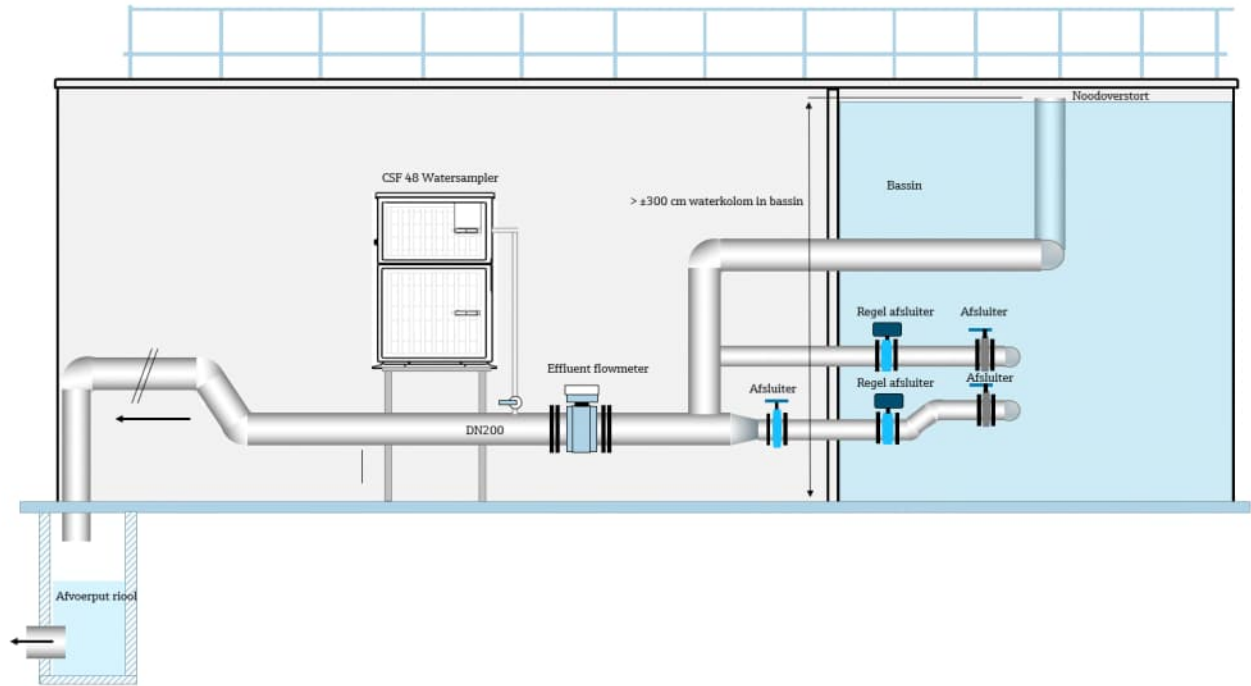 Noodoverstort
CSF 48 Watersampler
Bassin
> ±300 cm waterkolom in bassin
Regel afsluiter
Afsluiter
Effluent flowmeter
Afsluiter
Regel afsluiter
Afsluiter
DN200
Afvoerput riool